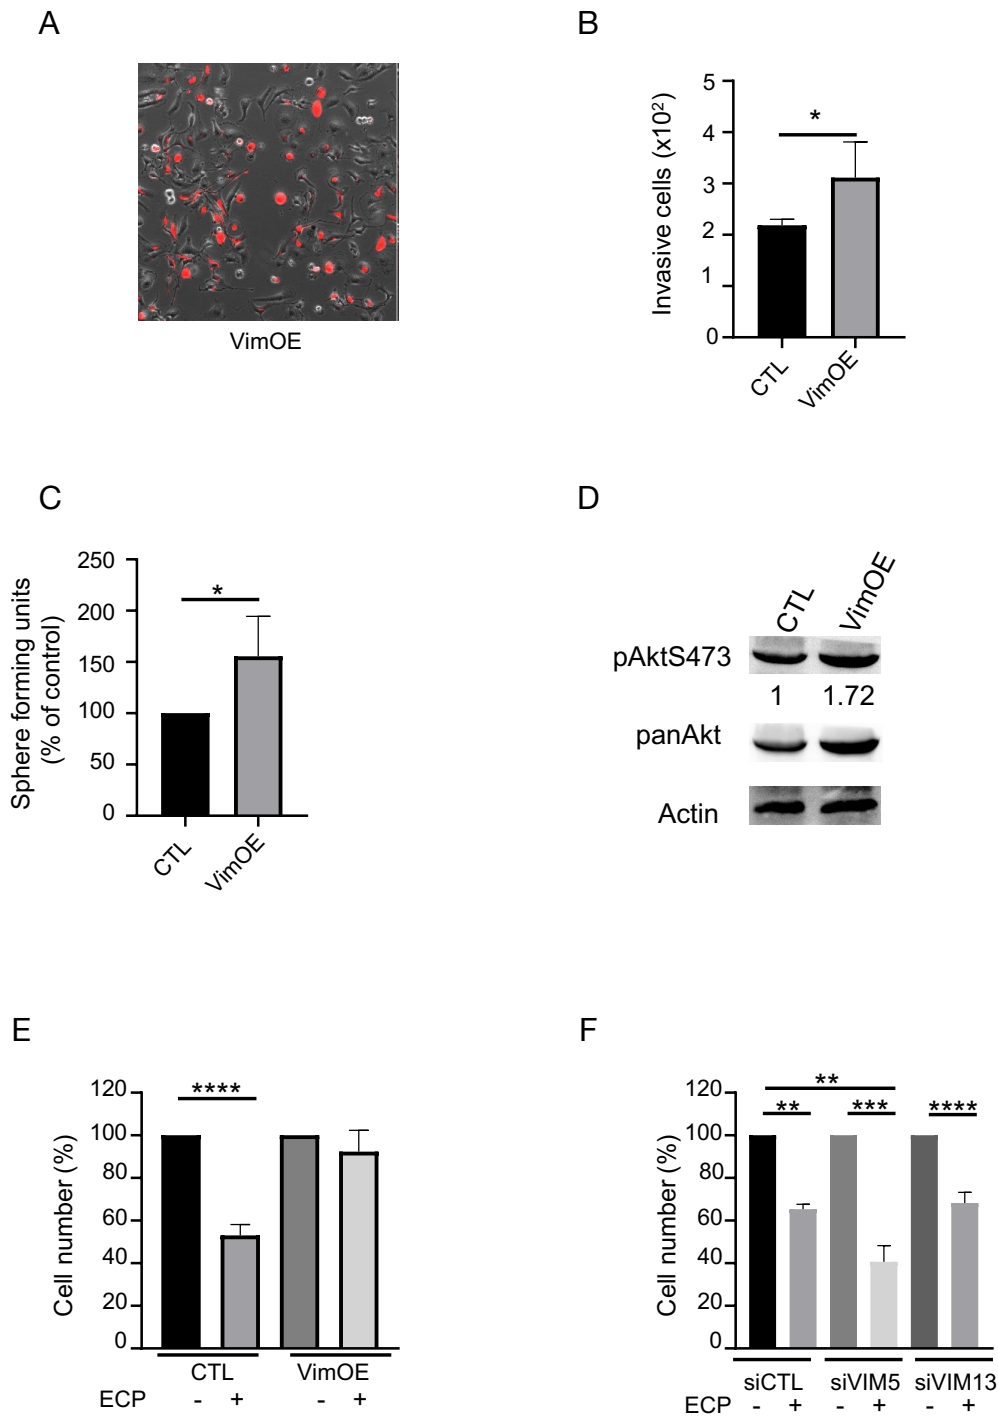 A
VimOE
B
Invasive cells (x10²)
5
4
3
2
1
0
*
CTL
VimOE
C
Sphere forming units
(% of control)
250
200
150
100
50
0
*
CTL
VimOE
D
CTL
VimOE
pAktS473
1 1.72
panAkt
Actin
E
Cell number (%)
120
100
80
60
40
20
0
****
CTL VimOE
ECP - + - +
F
Cell number (%)
120
100
80
60
40
20
0
**
** *** ****
siCTL siVIM5 siVIM13
ECP - + - + - +